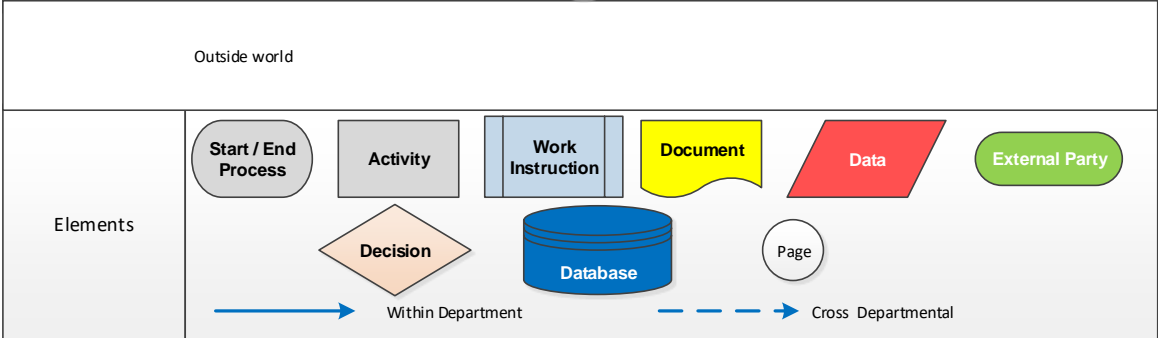 Outside world
Start / End
Process
Activity
Work
Instruction
Document
Data
External Party
Elements
Decision
Database
Page
Within Department
Cross Departmental